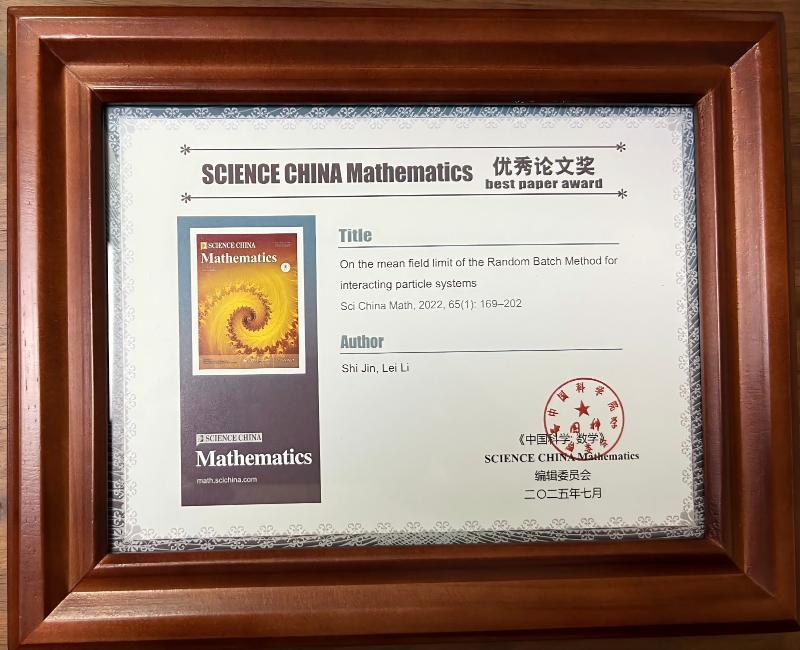 SCIENCE CHINA Mathematics
优秀论文奖
best paper award
SCIENCE CHINA
Mathematics
Title
On the mean field limit of the Random Batch Method for
interacting particle systems
Sci China Math, 2022, 65(1): 169–202
Author
Shi Jin, Lei Li
SCIENCE CHINA
Mathematics
math.scichina.com
《中国科学 数学》
SCIENCE CHINA Mathematics
编辑委员会
二〇二五年七月